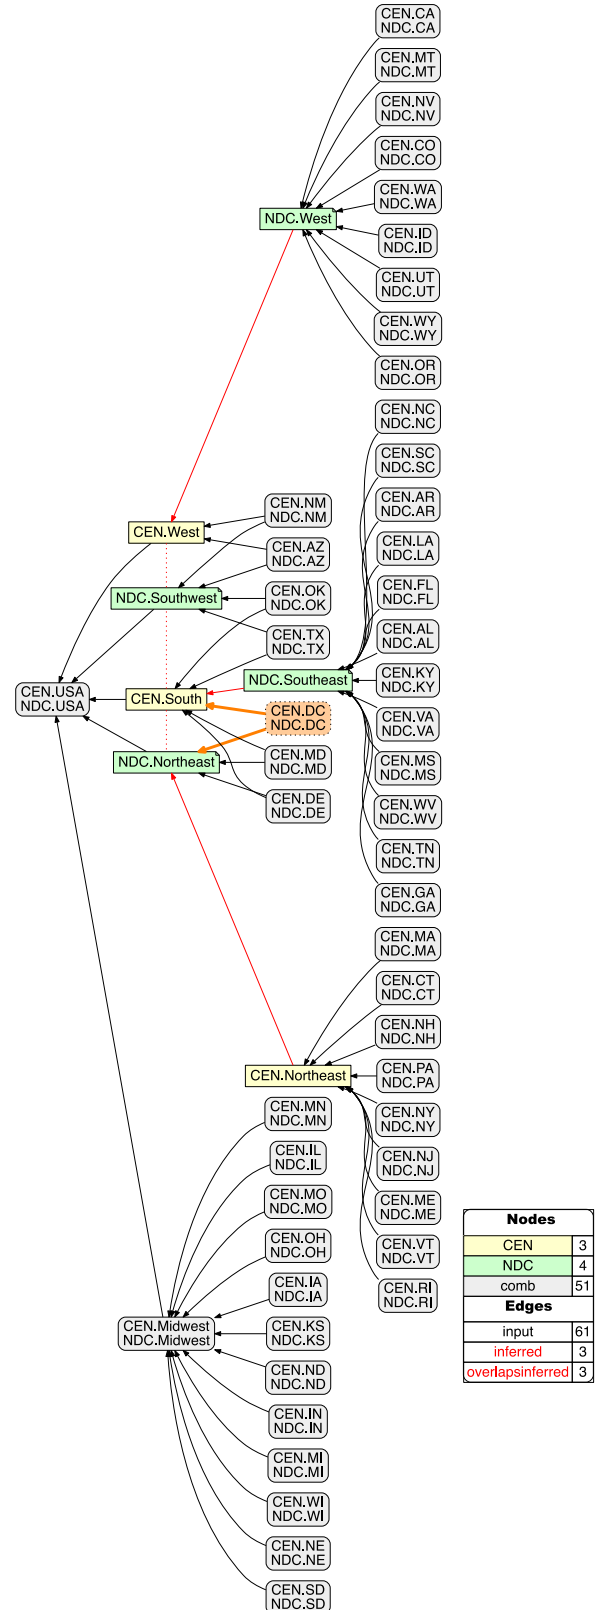 CEN.CA
NDC.CA
CEN.MT
NDC.MT
CEN.NV
NDC.NV
CEN.CO
NDC.CO
CEN.WA
NDC.WA
NDC.West
CEN.ID
NDC.ID
CEN.UT
NDC.UT
CEN.WY
NDC.WY
CEN.OR
NDC.OR
CEN.NC
NDC.NC
CEN.SC
NDC.SC
CEN.AR
NDC.AR
CEN.NM
NDC.NM
CEN.West
CEN.LA
NDC.LA
CEN.AZ
NDC.AZ
CEN.FL
NDC.FL
NDC.Southwest
CEN.OK
NDC.OK
CEN.AL
NDC.AL
CEN.TX
NDC.TX
NDC.Southeast
CEN.KY
NDC.KY
CEN.USA
NDC.USA
CEN.South
CEN.DC
NDC.DC
CEN.VA
NDC.VA
NDC.Northeast
CEN.MD
NDC.MD
CEN.MS
NDC.MS
CEN.DE
NDC.DE
CEN.WV
NDC.WV
CEN.TN
NDC.TN
CEN.GA
NDC.GA
CEN.MA
NDC.MA
CEN.CT
NDC.CT
CEN.NH
NDC.NH
CEN.Northeast
CEN.PA
NDC.PA
CEN.MN
NDC.MN
CEN.NY
NDC.NY
CEN.IL
NDC.IL
CEN.NJ
NDC.NJ
CEN.MO
NDC.MO
CEN.ME
NDC.ME
CEN.OH
NDC.OH
CEN.VT
NDC.VT
CEN.IA
NDC.IA
CEN.RI
NDC.RI
CEN.Midwest
NDC.Midwest
CEN.KS
NDC.KS
CEN.ND
NDC.ND
CEN.IN
NDC.IN
CEN.MI
NDC.MI
CEN.WI
NDC.WI
CEN.NE
NDC.NE
CEN.SD
NDC.SD
Nodes
CEN 3
NDC 4
comb 51
Edges
input 61
inferred 3
overlapsinferred 3